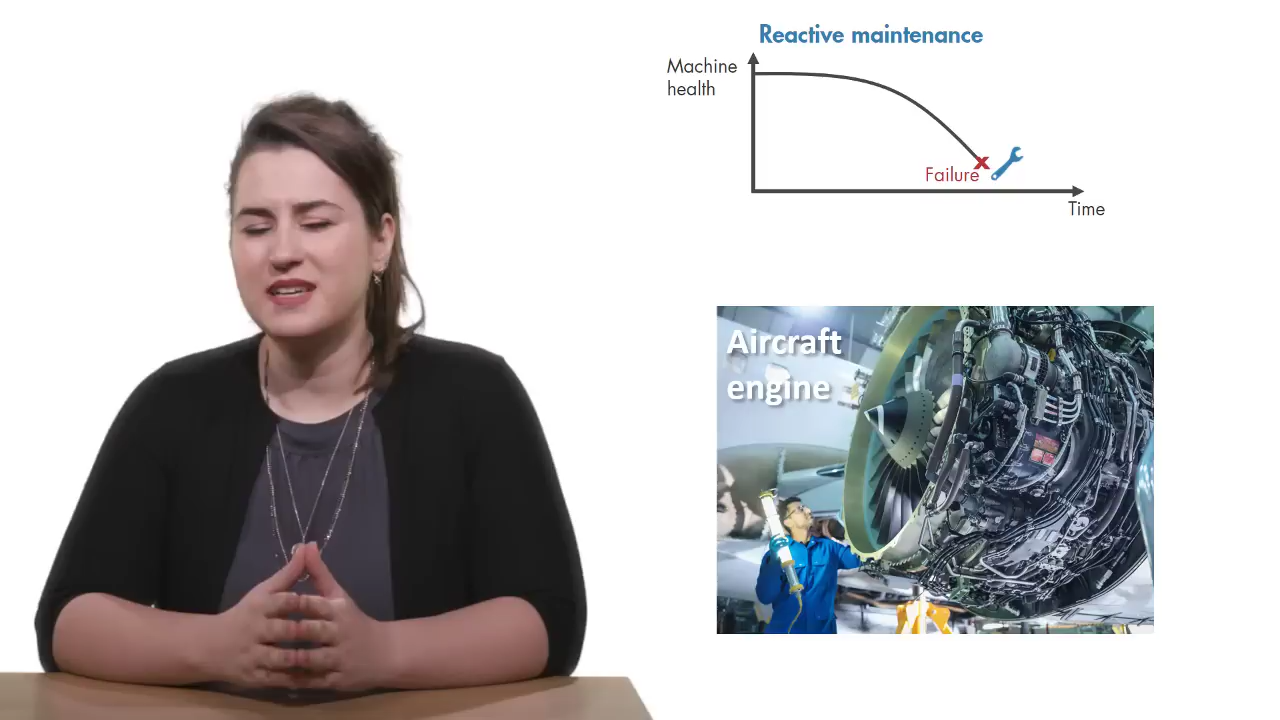 Reactive maintenance
Machine
health
Failure
Time
Aircraft
engine